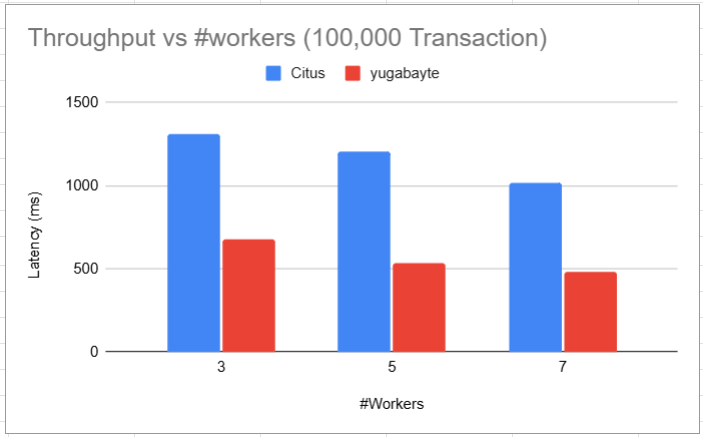 Throughput vs #workers (100,000 Transaction)
Citus yugabayte
Latency (ms)
1500
1000
500
0
3 5 7
#Workers